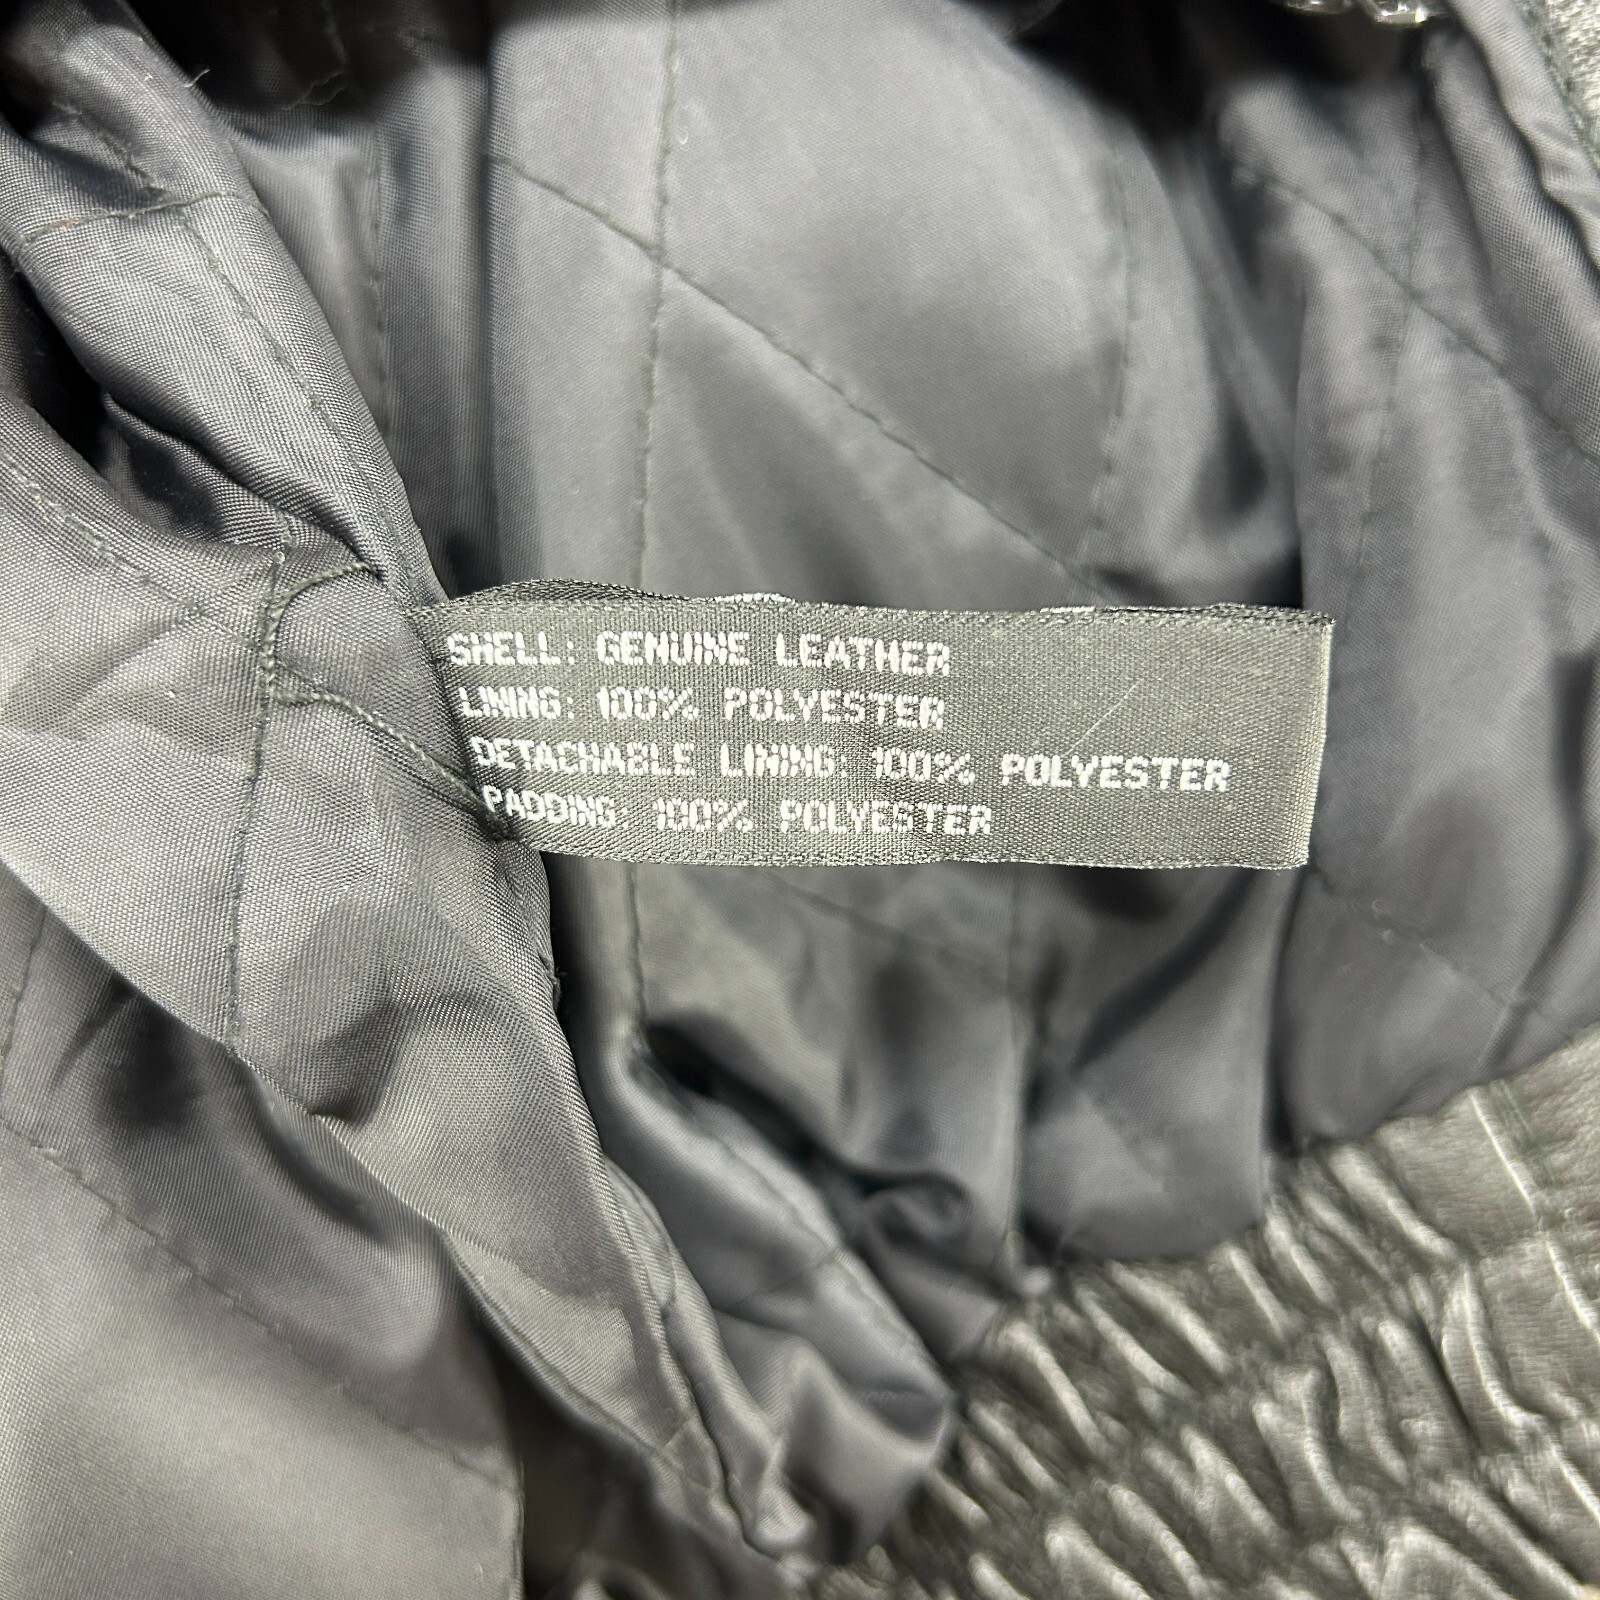 SHELL: GENUINE LEATHER
LINING: 100% POLYESTER
DETACHABLE LINING: 100% POLYESTER
PADDING: 100% POLYESTER